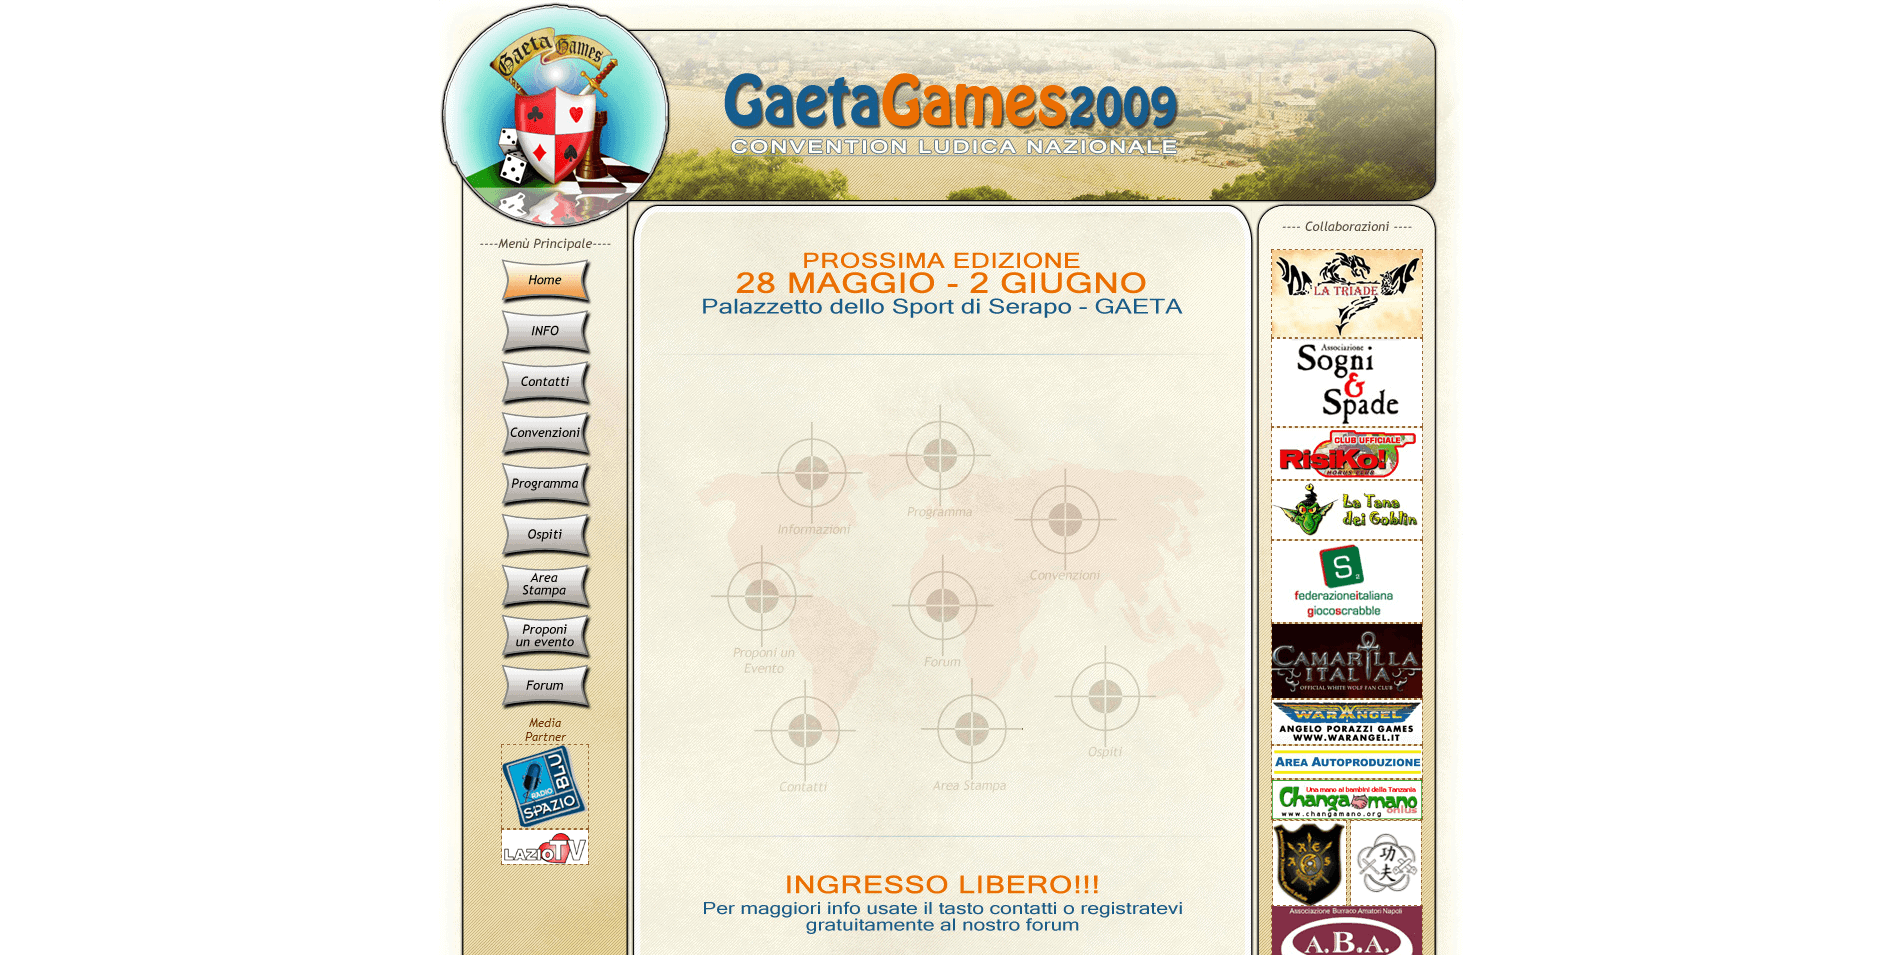 Gaeta Games
GaetaGames2009
CONVENTION LUDICA NAZIONALE
----Menù Principale----
Home
INFO
Contatti
Convenzioni
Programma
Ospiti
Area
Stampa
Proponi
un evento
Forum
Media
Partner
RADIO
SPAZIO
BLU
LAZIO TV
PROSSIMA EDIZIONE
28 MAGGIO - 2 GIUGNO
Palazzetto dello Sport di Serapo - GAETA
Informazioni
Programma
Convenzioni
Proponi un
Evento
Forum
Ospiti
Contatti
Area Stampa
INGRESSO LIBERO!!!
Per maggiori info usate il tasto contatti o registratevi
gratuitamente al nostro forum
---- Collaborazioni ----
LA TRIADE
Associazione
Sogni
&
Spade
CLUB UFFICIALE
RisiKo!
HORUS CLUB
La Tana
dei Goblin
S2
federazioneitaliana
giocoscrabble
CAMARILLA
ITALIA
OFFICIAL WHITE WOLF FAN CLUB
WARANGEL
ANGELO PORAZZI GAMES
WWW.WARANGEL.IT
AREA AUTOPRODUZIONE
Una mano ai bambini della Tanzania
Changamano
onlus
www.changamano.org
功
夫
Associazione Burraco Amatori Napoli
A.B.A.